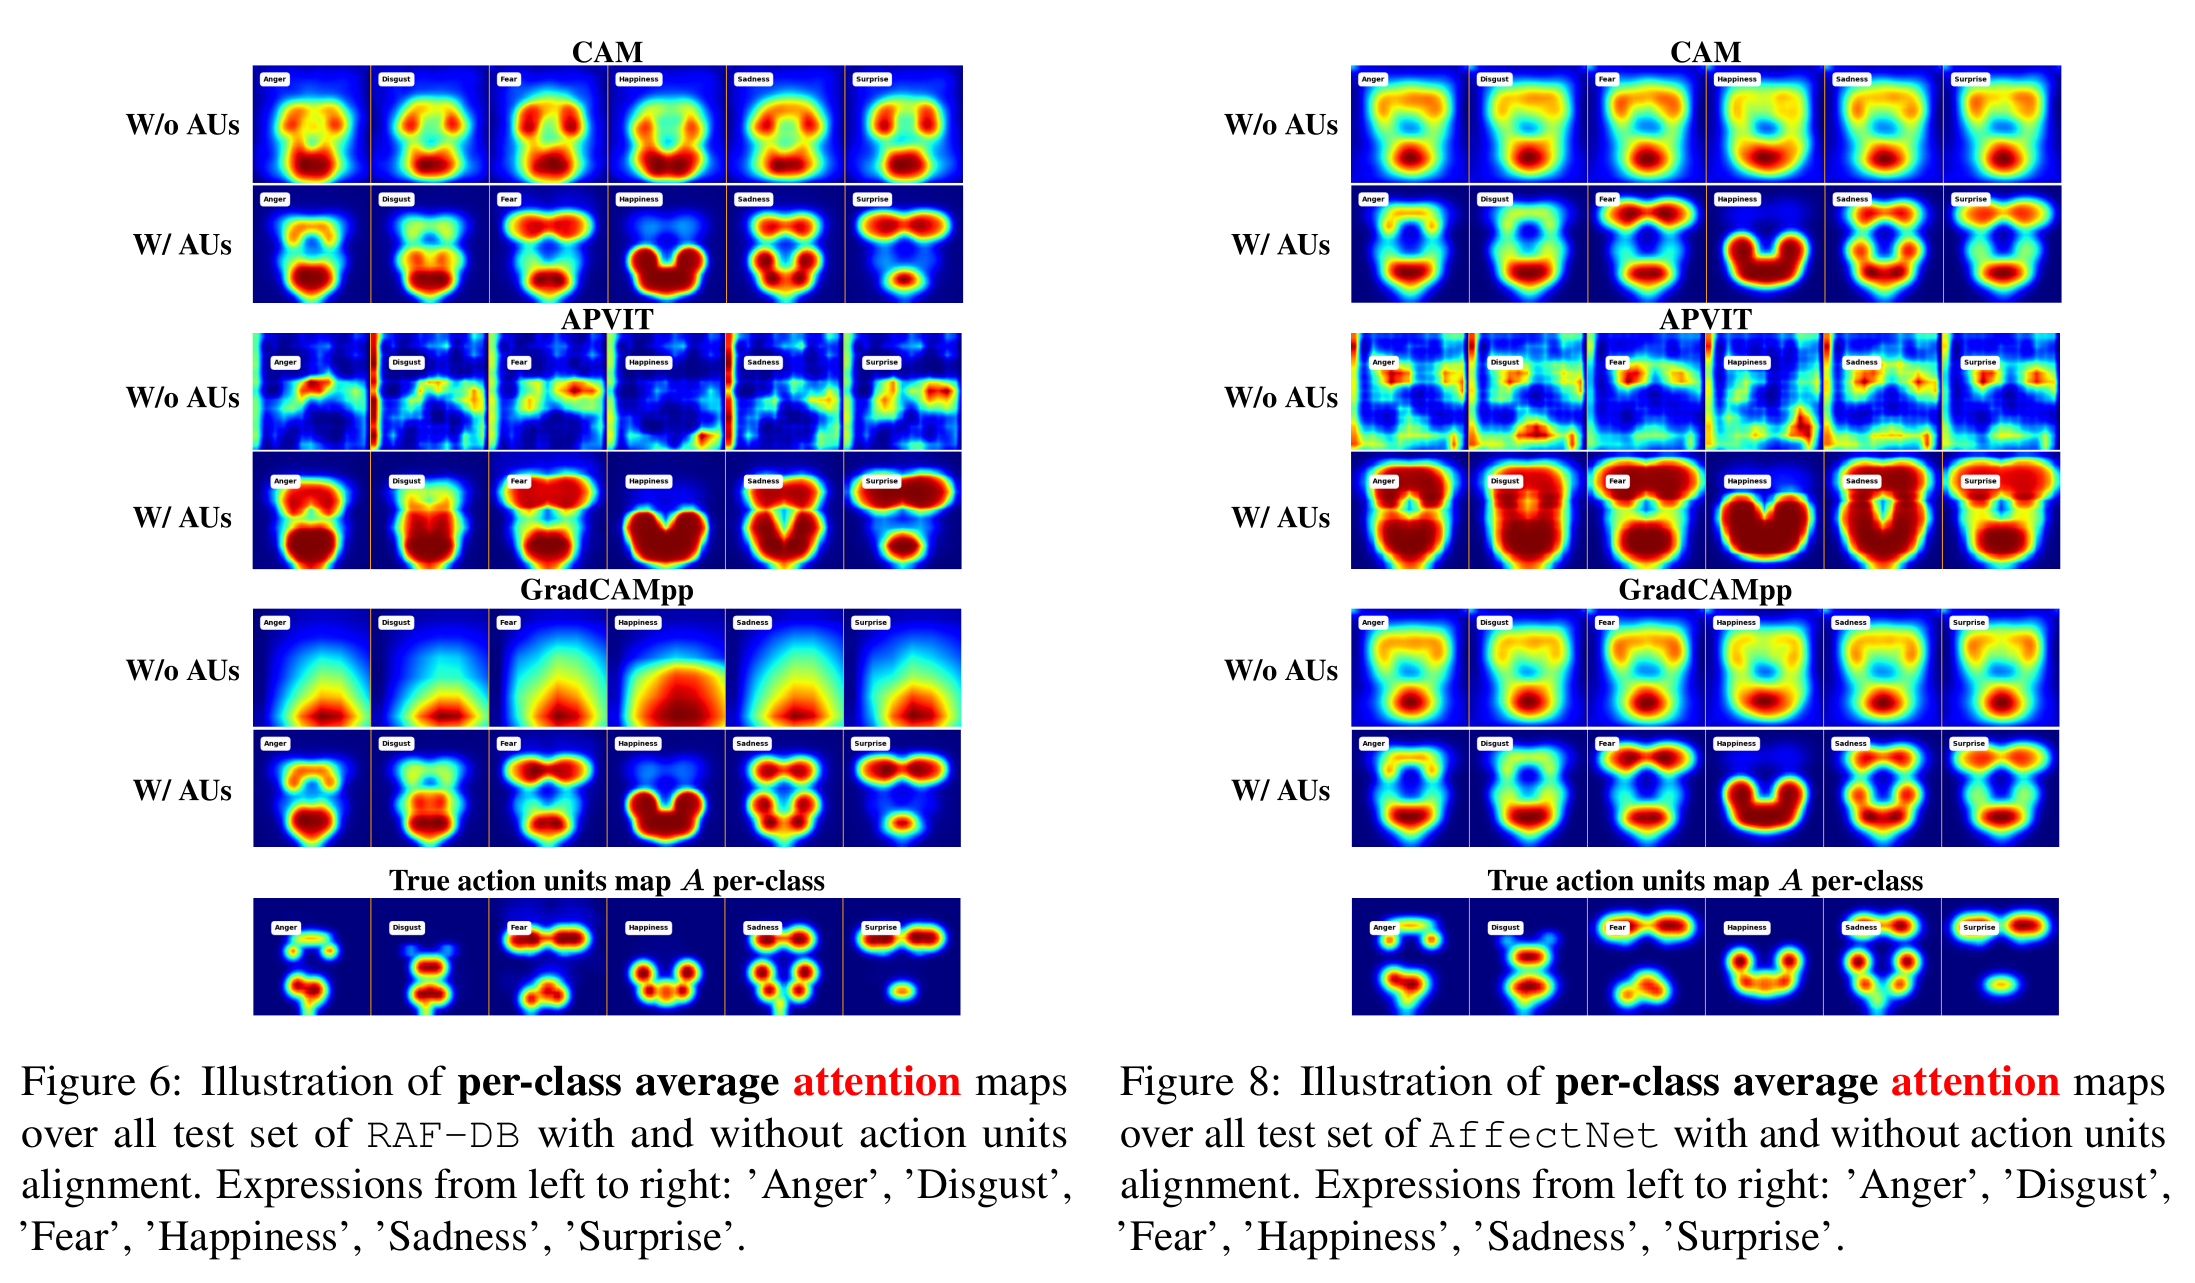 CAM
W/o AUs
Anger Disgust Fear Happiness Sadness Surprise
W/ AUs
Anger Disgust Fear Happiness Sadness Surprise
APVIT
W/o AUs
Anger Disgust Fear Happiness Sadness Surprise
W/ AUs
Anger Disgust Fear Happiness Sadness Surprise
GradCAMpp
W/o AUs
Anger Disgust Fear Happiness Sadness Surprise
W/ AUs
Anger Disgust Fear Happiness Sadness Surprise
True action units map A per-class
Anger Disgust Fear Happiness Sadness Surprise
Figure 6: Illustration of per-class average attention maps
over all test set of RAF-DB with and without action units
alignment. Expressions from left to right: ’Anger’, ’Disgust’,
’Fear’, ’Happiness’, ’Sadness’, ’Surprise’.
CAM
W/o AUs
Anger Disgust Fear Happiness Sadness Surprise
W/ AUs
Anger Disgust Fear Happiness Sadness Surprise
APVIT
W/o AUs
Anger Disgust Fear Happiness Sadness Surprise
W/ AUs
Anger Disgust Fear Happiness Sadness Surprise
GradCAMpp
W/o AUs
Anger Disgust Fear Happiness Sadness Surprise
W/ AUs
Anger Disgust Fear Happiness Sadness Surprise
True action units map A per-class
Anger Disgust Fear Happiness Sadness Surprise
Figure 8: Illustration of per-class average attention maps
over all test set of AffectNet with and without action units
alignment. Expressions from left to right: ’Anger’, ’Disgust’,
’Fear’, ’Happiness’, ’Sadness’, ’Surprise’.